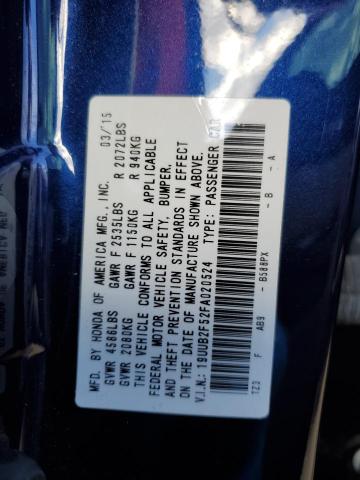 MFD. BY HONDA OF AMERICA MFG., INC. 03/'15
GVWR 4586LBS GAWR F 2535LBS R 2072LBS
GVWR 2080KG GAWR F 1150KG R 940KG
THIS VEHICLE CONFORMS TO ALL APPLICABLE
FEDERAL MOTOR VEHICLE SAFETY, BUMPER,
AND THEFT PREVENTION STANDARDS IN EFFECT
ON THE DATE OF MANUFACTURE SHOWN ABOVE.
V.I.N.: 19UUB2F52FA020524 TYPE: PASSENGER CAR
TZ3 F AB9 - B588PX - B - A